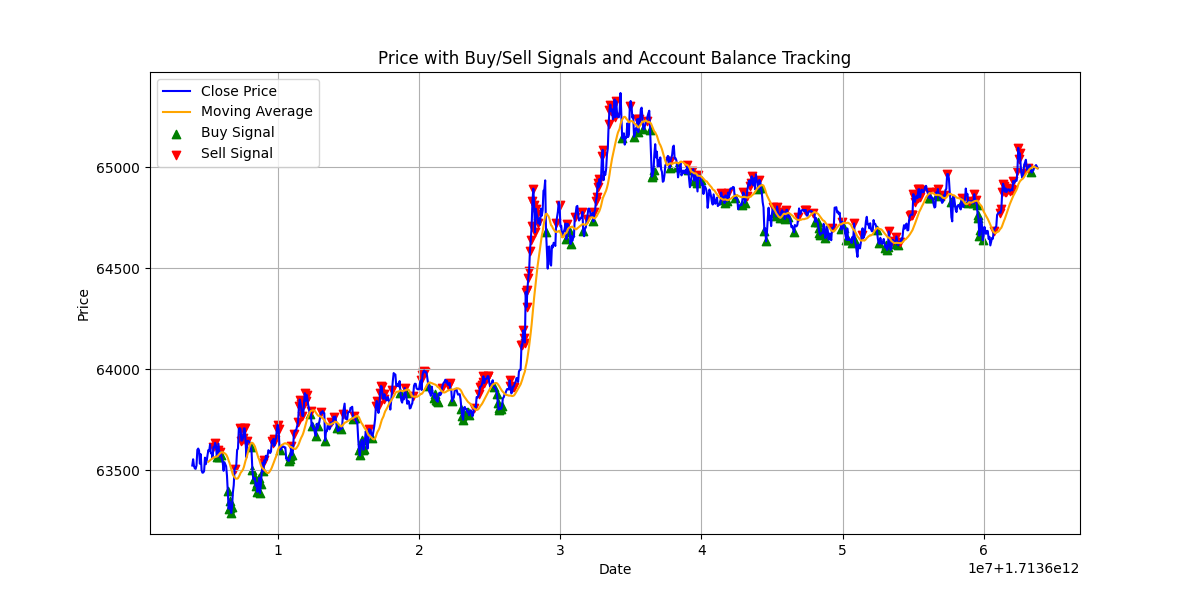 Price with Buy/Sell Signals and Account Balance Tracking
Close Price
Moving Average
Buy Signal
Sell Signal
Price
65000
64500
64000
63500
1 2 3 4 5 6
Date
1e7+1.7136e12